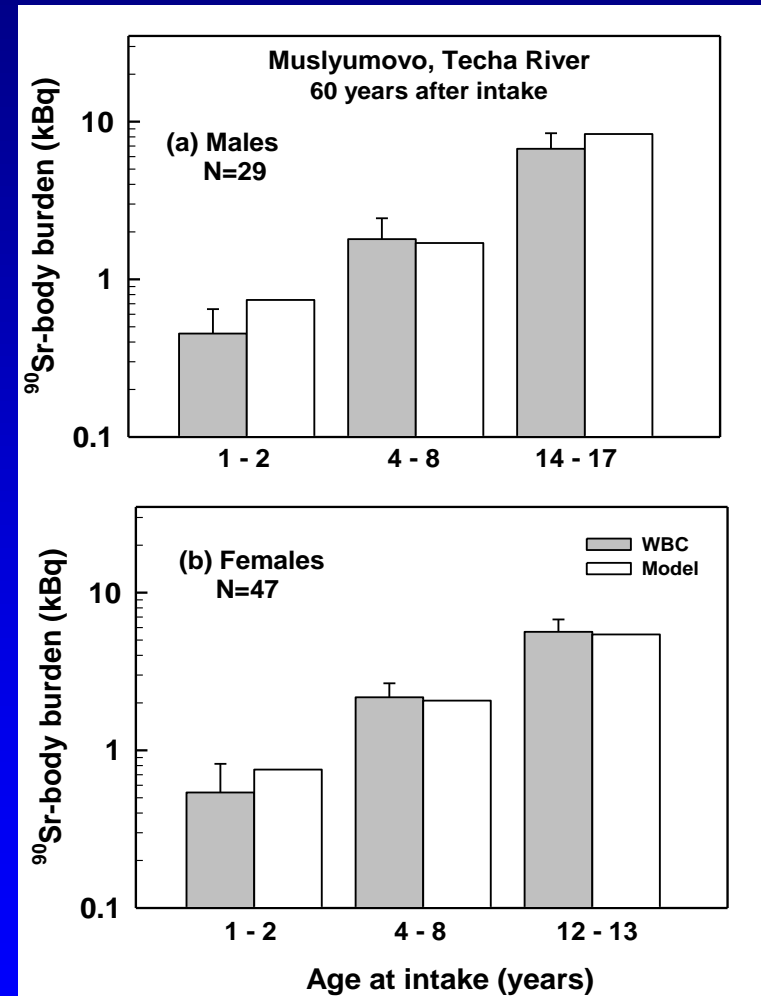 Muslyumovo, Techa River
60 years after intake
(a) Males
N=29
⁹⁰Sr-body burden (kBq)
10
1
0.1
1 - 2 4 - 8 14 - 17
(b) Females
N=47
WBC
Model
⁹⁰Sr-body burden (kBq)
10
1
0.1
1 - 2 4 - 8 12 - 13
Age at intake (years)